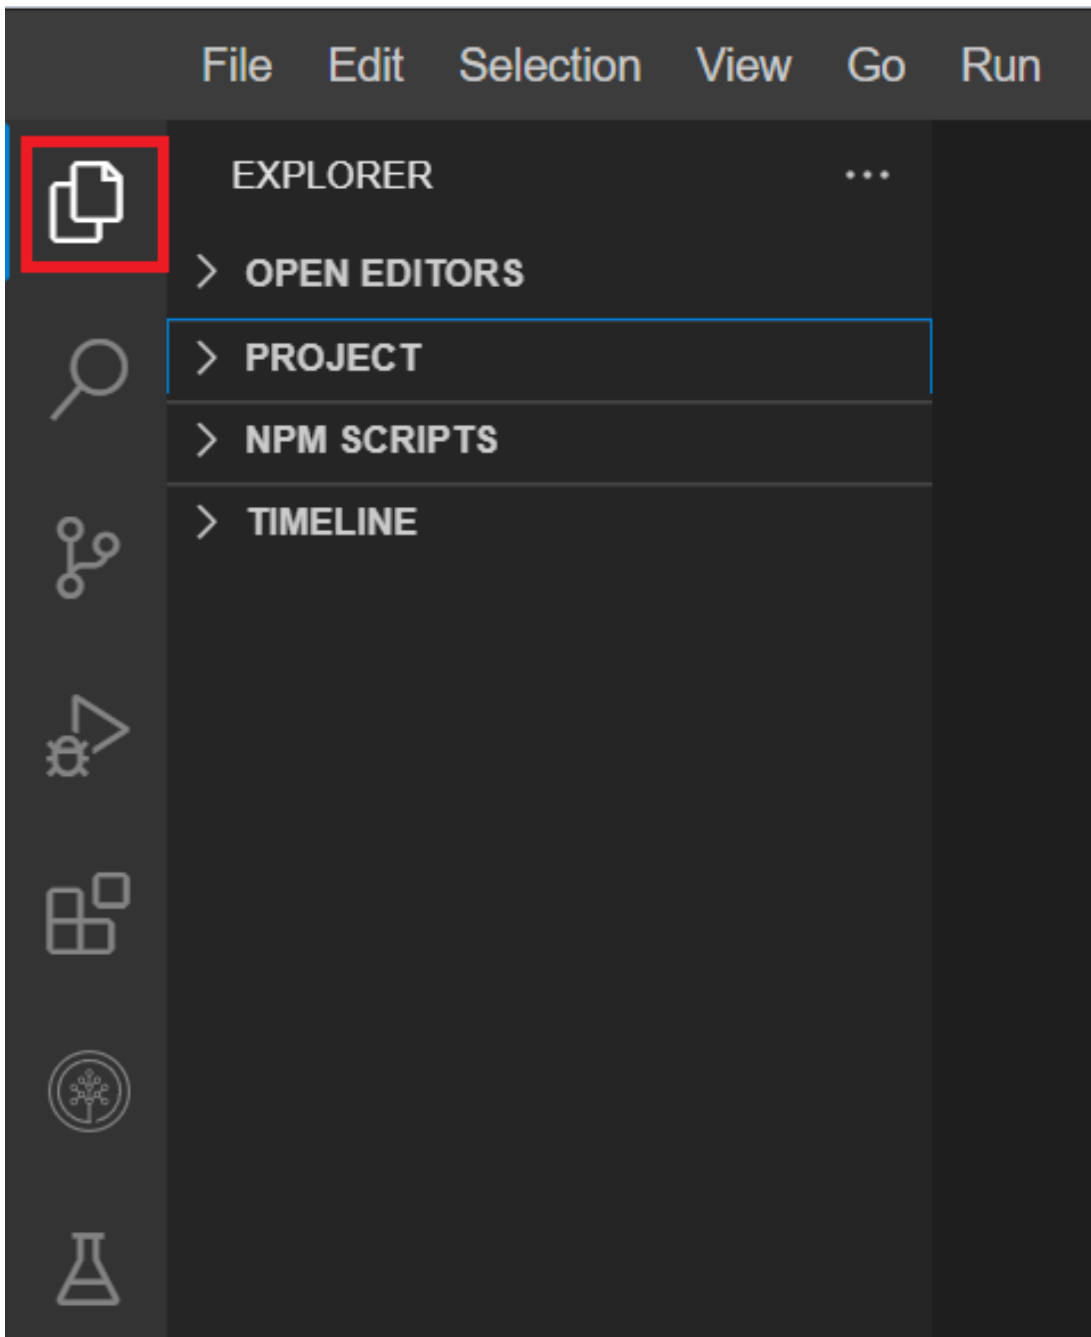 File Edit Selection View Go Run
EXPLORER
OPEN EDITORS
PROJECT
NPM SCRIPTS
TIMELINE